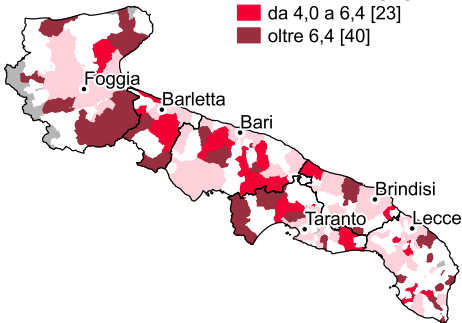 da 4,0 a 6,4 [23]
oltre 6,4 [40]
Foggia
Barletta
Bari
Brindisi
Taranto
Lecce